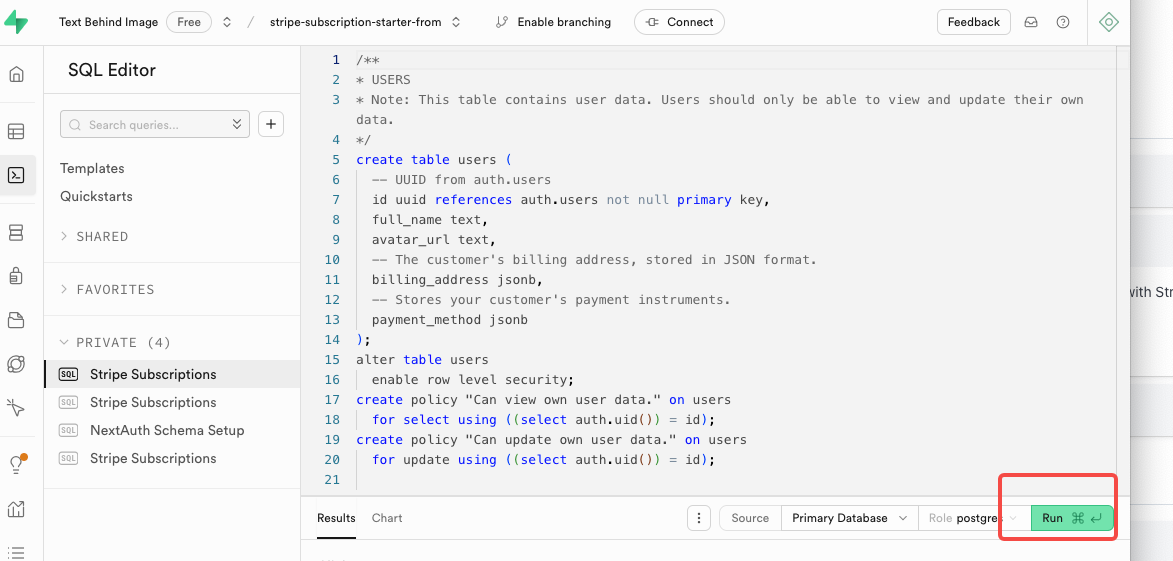 Text Behind Image Free / stripe-subscription-starter-from Enable branching Connect Feedback
SQL Editor
Search queries...
Templates
Quickstarts
SHARED
FAVORITES
PRIVATE (4)
SQL Stripe Subscriptions
SQL Stripe Subscriptions
SQL NextAuth Schema Setup
SQL Stripe Subscriptions
1 /**
2 * USERS
3 * Note: This table contains user data. Users should only be able to view and update their own
data.
4 */
5 create table users (
6 -- UUID from auth.users
7 id uuid references auth.users not null primary key,
8 full_name text,
9 avatar_url text,
10 -- The customer's billing address, stored in JSON format.
11 billing_address jsonb,
12 -- Stores your customer's payment instruments.
13 payment_method jsonb
14 );
15 alter table users
16 enable row level security;
17 create policy "Can view own user data." on users
18 for select using ((select auth.uid()) = id);
19 create policy "Can update own user data." on users
20 for update using ((select auth.uid()) = id);
21
Results Chart Source Primary Database Role postgres Run ⌘ ↵
with Str